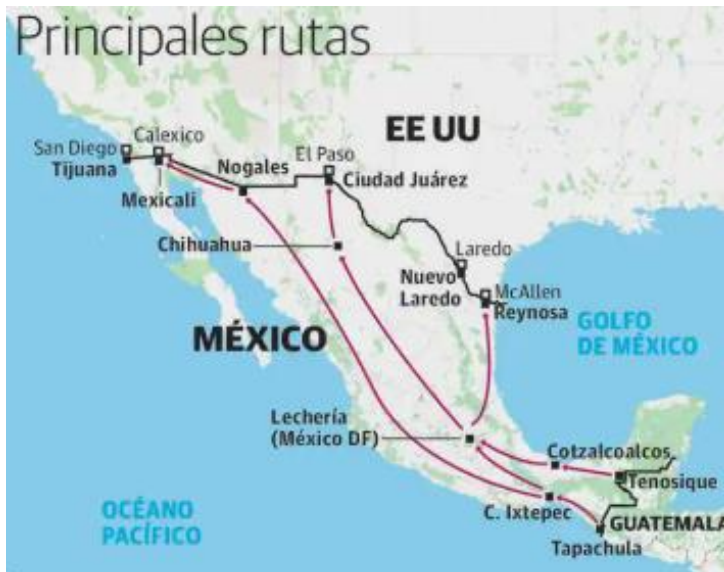 Principales rutas
EE UU
San Diego
Tijuana
Calexico
Mexicali
Nogales
El Paso
Ciudad Juárez
Chihuahua
Laredo
Nuevo
Laredo
McAllen
Reynosa
MÉXICO
GOLFO
DE MÉXICO
Lechería
(México DF)
Cotzalcoalcos
Tenosique
OCÉANO
PACÍFICO
C. Ixtepec
GUATEMALA
Tapachula